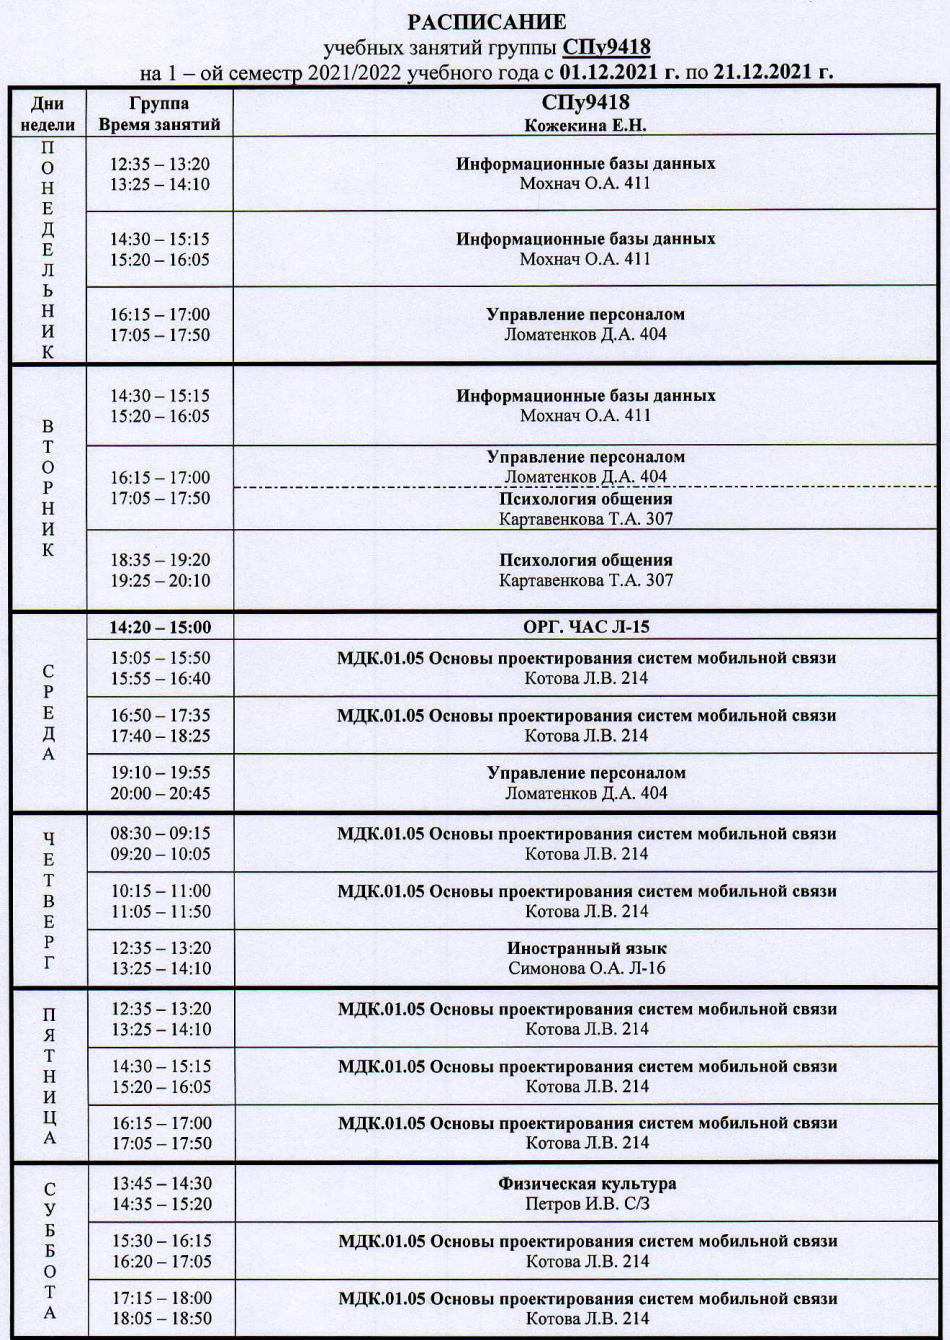 РАСПИСАНИЕ
учебных занятий группы СПу9418
на 1 – ой семестр 2021/2022 учебного года с 01.12.2021 г. по 21.12.2021 г.
Дни недели
Группа
Время занятий
СПу9418
Кожекина Е.Н.
ПОНЕДЕЛЬНИК
12:35 – 13:20
13:25 – 14:10
Информационные базы данных
Мохнач О.А. 411
14:30 – 15:15
15:20 – 16:05
Информационные базы данных
Мохнач О.А. 411
16:15 – 17:00
17:05 – 17:50
Управление персоналом
Ломатенков Д.А. 404
ВТОРНИК
14:30 – 15:15
15:20 – 16:05
Информационные базы данных
Мохнач О.А. 411
16:15 – 17:00
17:05 – 17:50
Управление персоналом
Ломатенков Д.А. 404
Психология общения
Картавенкова Т.А. 307
18:35 – 19:20
19:25 – 20:10
Психология общения
Картавенкова Т.А. 307
СРЕДА
14:20 – 15:00
ОРГ. ЧАС Л-15
15:05 – 15:50
15:55 – 16:40
МДК.01.05 Основы проектирования систем мобильной связи
Котова Л.В. 214
16:50 – 17:35
17:40 – 18:25
МДК.01.05 Основы проектирования систем мобильной связи
Котова Л.В. 214
19:10 – 19:55
20:00 – 20:45
Управление персоналом
Ломатенков Д.А. 404
ЧЕТВЕРГ
08:30 – 09:15
09:20 – 10:05
МДК.01.05 Основы проектирования систем мобильной связи
Котова Л.В. 214
10:15 – 11:00
11:05 – 11:50
МДК.01.05 Основы проектирования систем мобильной связи
Котова Л.В. 214
12:35 – 13:20
13:25 – 14:10
Иностранный язык
Симонова О.А. Л-16
ПЯТНИЦА
12:35 – 13:20
13:25 – 14:10
МДК.01.05 Основы проектирования систем мобильной связи
Котова Л.В. 214
14:30 – 15:15
15:20 – 16:05
МДК.01.05 Основы проектирования систем мобильной связи
Котова Л.В. 214
16:15 – 17:00
17:05 – 17:50
МДК.01.05 Основы проектирования систем мобильной связи
Котова Л.В. 214
СУББОТА
13:45 – 14:30
14:35 – 15:20
Физическая культура
Петров И.В. С/З
15:30 – 16:15
16:20 – 17:05
МДК.01.05 Основы проектирования систем мобильной связи
Котова Л.В. 214
17:15 – 18:00
18:05 – 18:50
МДК.01.05 Основы проектирования систем мобильной связи
Котова Л.В. 214